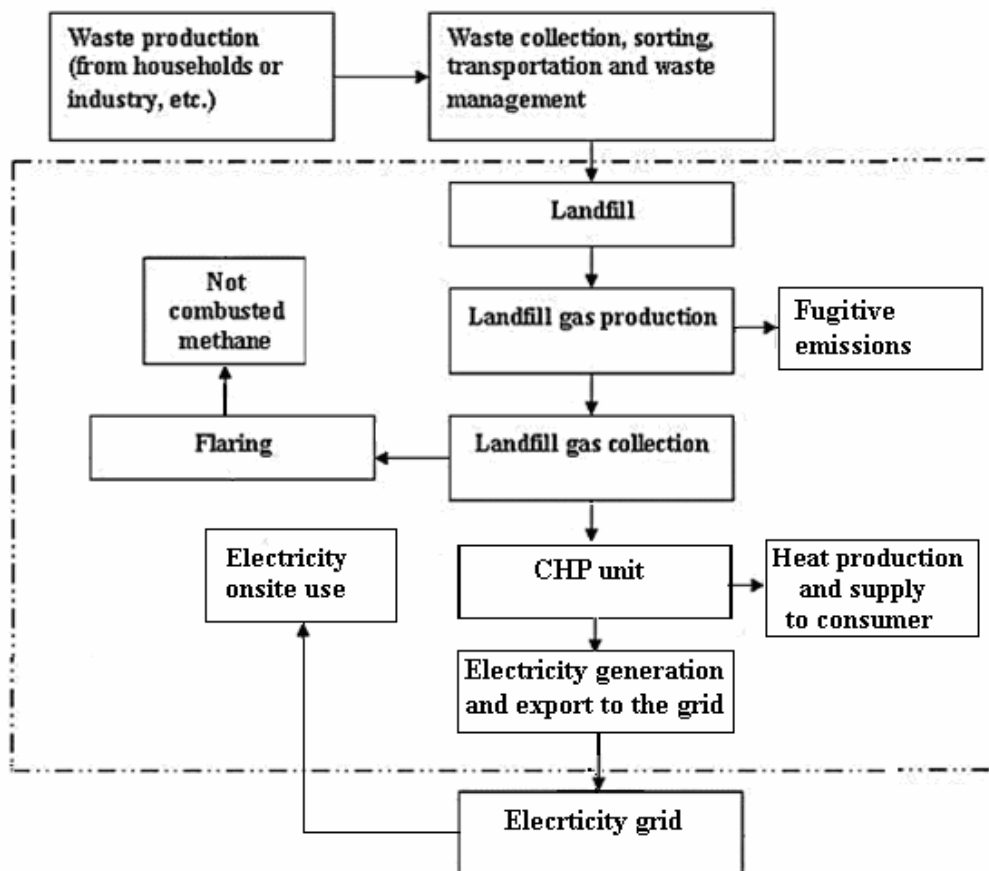 Waste production
(from households or
industry, etc.)
Waste collection, sorting,
transportation and waste
management
Landfill
Not
combusted
methane
Landfill gas production
Fugitive
emissions
Flaring
Landfill gas collection
Electricity
onsite use
CHP unit
Heat production
and supply
to consumer
Electricity generation
and export to the grid
Elecrticity grid